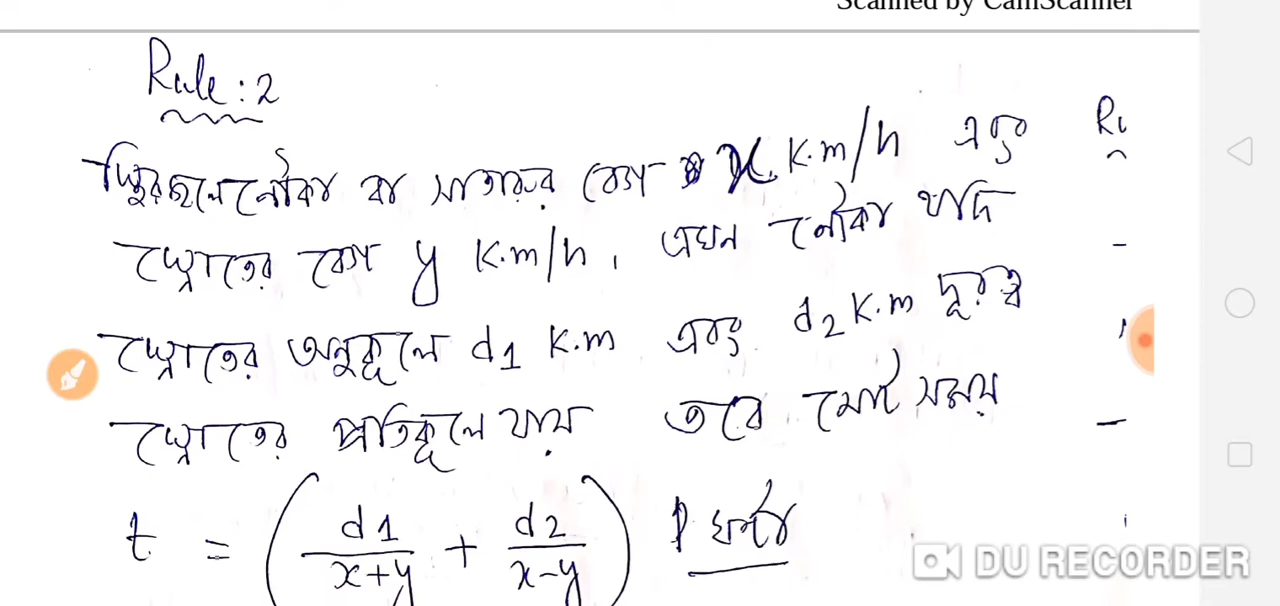 Scanned by CamScanner
Rule : 2
স্থিরজলে নৌকা বা সাতারুর বেগ x K.m/h এবং
স্রোতের বেগ y K.m/h, এখন নৌকা যদি
স্রোতের অনুকূলে d1 K.m এবং d2 K.m দূরত্ব
স্রোতের প্রতিকূলে যায় তবে মোট সময়
t = (d1/x+y + d2/x-y) ঘন্টা
DU RECORDER